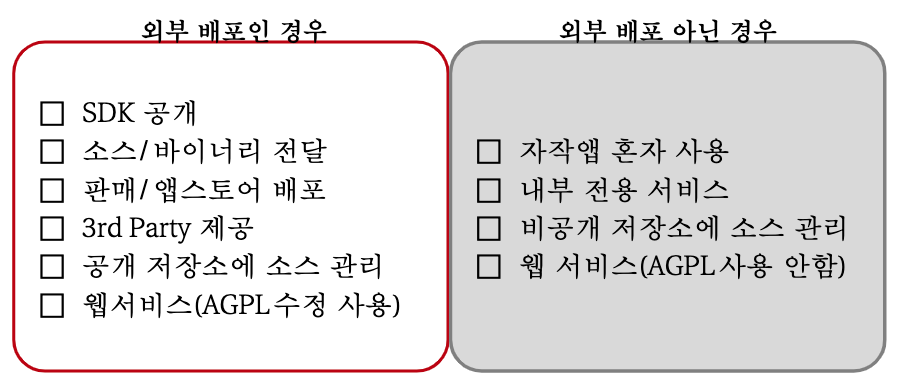 외부 배포인 경우
□ SDK 공개
□ 소스/바이너리 전달
□ 판매/앱스토어 배포
□ 3rd Party 제공
□ 공개 저장소에 소스 관리
□ 웹서비스(AGPL수정 사용)
외부 배포 아닌 경우
□ 자작앱 혼자 사용
□ 내부 전용 서비스
□ 비공개 저장소에 소스 관리
□ 웹 서비스(AGPL사용 안함)